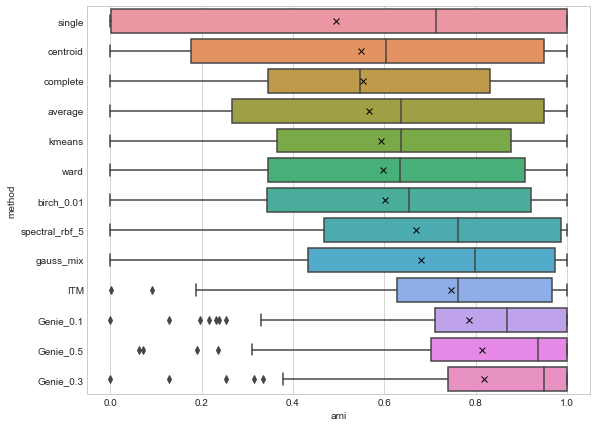 single
centroid
complete
average
kmeans
ward
birch_0.01
spectral_rbf_5
gauss_mix
ITM
Genie_0.1
Genie_0.5
Genie_0.3
method
0.0 0.2 0.4 0.6 0.8 1.0
ami